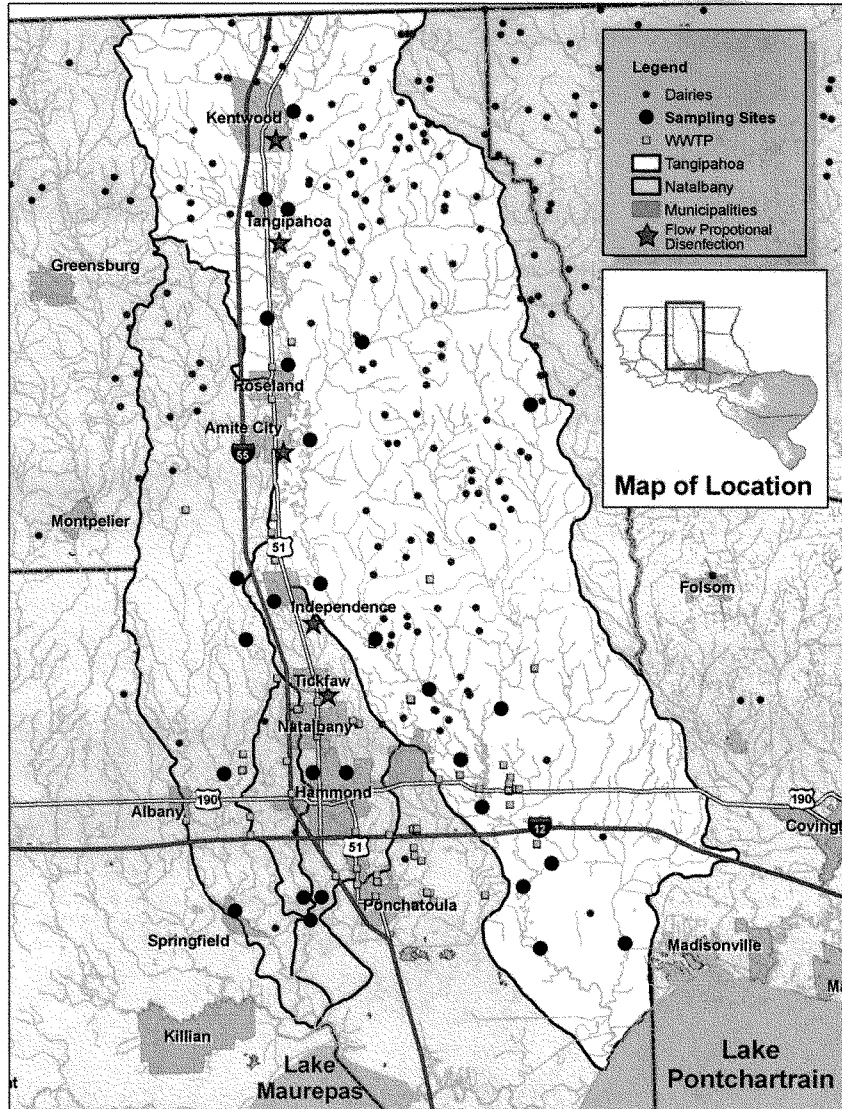 Legend
Dairies
Sampling Sites
WWTP
Tangipahoa
Natalbany
Municipalities
Flow Propotional
Disenfection
Kentwood
Tangipahoa
Greensburg
Roseland
Amite City
55
Map of Location
Montpelier
51
Folsom
Independence
Tickfaw
Natalbany
Hammond
190
190
Albany
12
Covingt
51
Ponchatoula
Springfield
Madisonville
Ma
Killian
Lake
Maurepas
Lake
Pontchartrain
nt